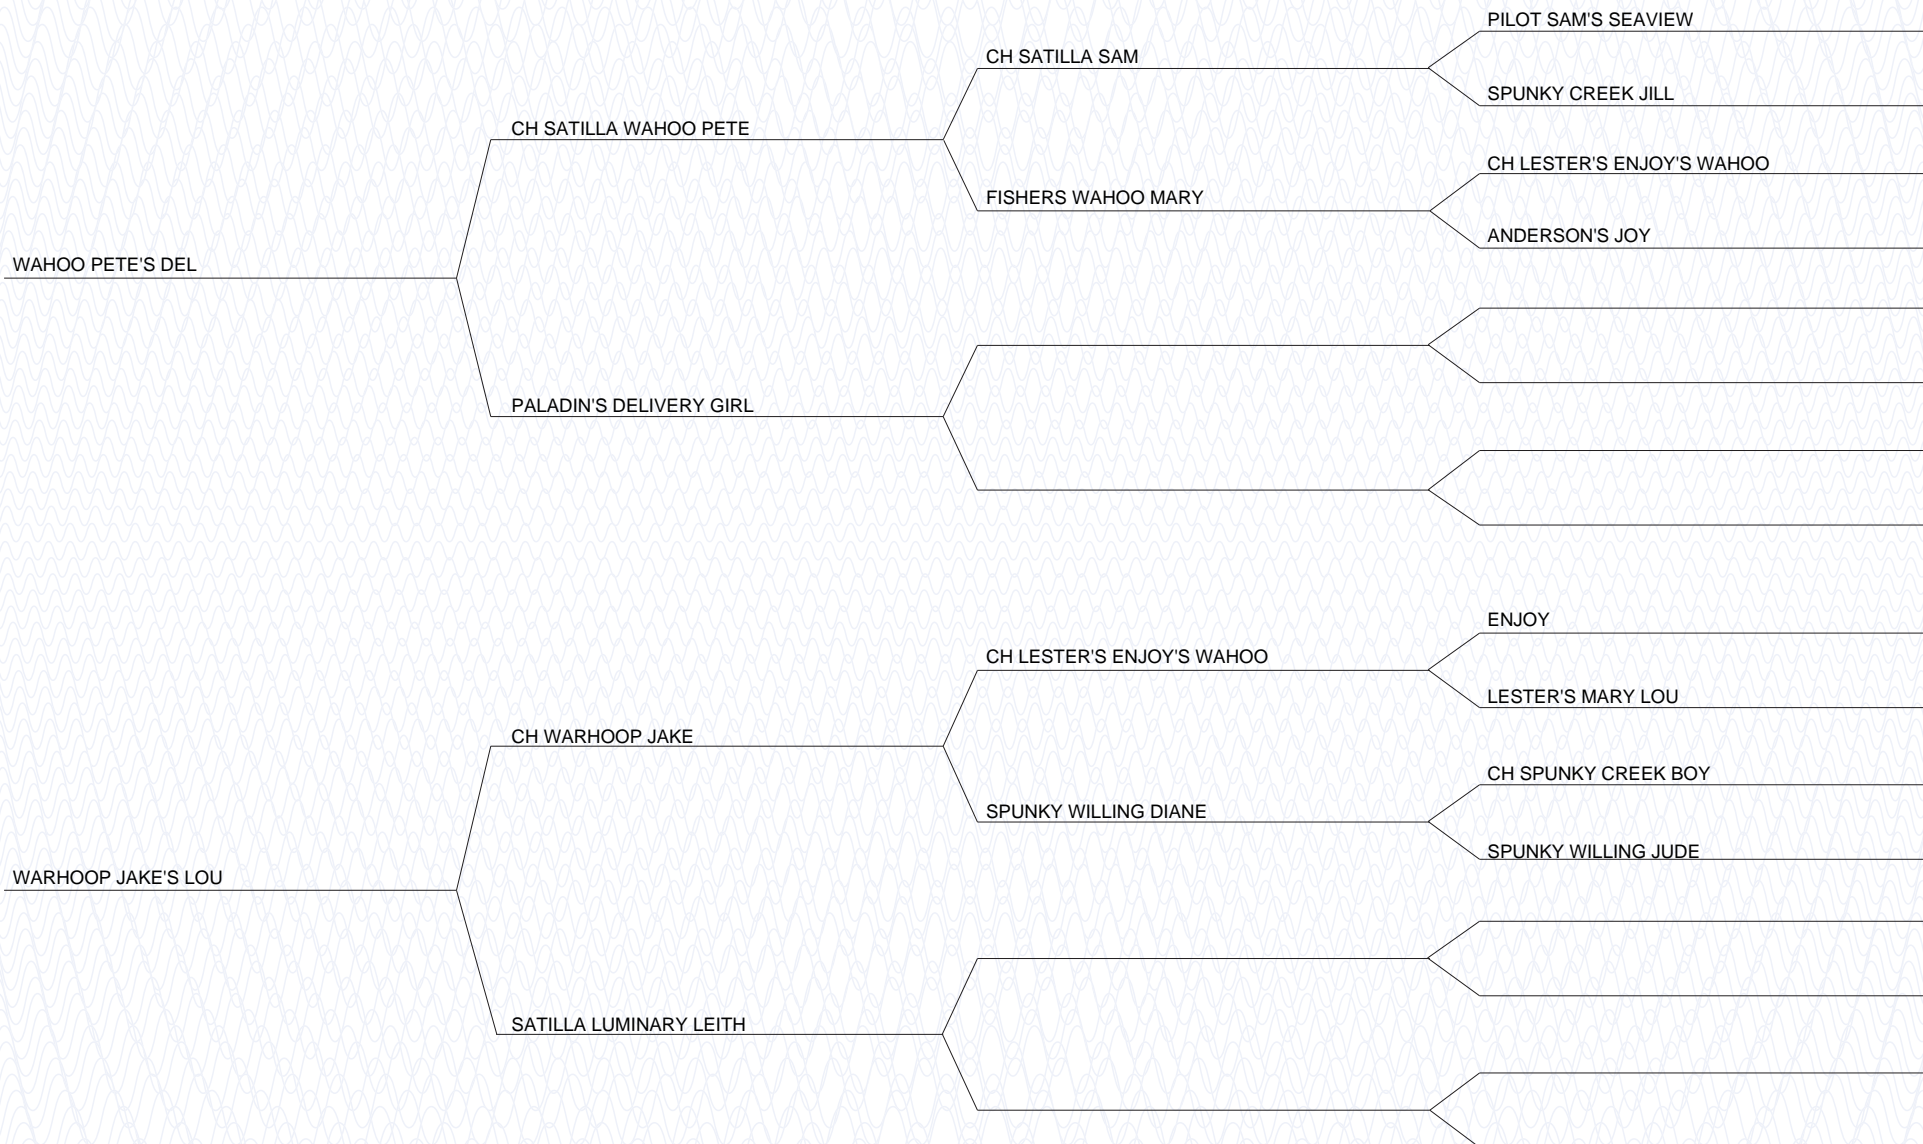 PILOT SAM'S SEAVIEW
CH SATILLA SAM
SPUNKY CREEK JILL
CH SATILLA WAHOO PETE
CH LESTER'S ENJOY'S WAHOO
FISHERS WAHOO MARY
ANDERSON'S JOY
WAHOO PETE'S DEL
PALADIN'S DELIVERY GIRL
ENJOY
CH LESTER'S ENJOY'S WAHOO
LESTER'S MARY LOU
CH WARHOOP JAKE
CH SPUNKY CREEK BOY
SPUNKY WILLING DIANE
SPUNKY WILLING JUDE
WARHOOP JAKE'S LOU
SATILLA LUMINARY LEITH